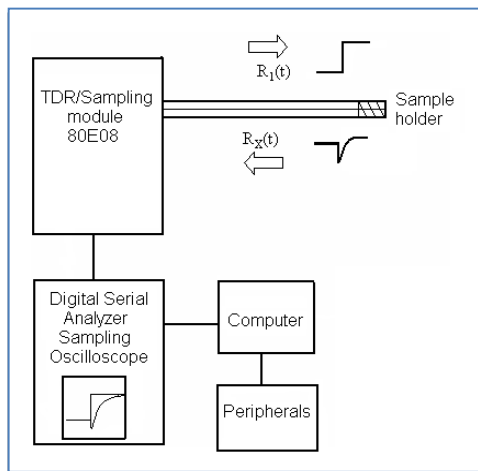 R₁(t)
TDR/Sampling
module
80E08
Sample
holder
Rₓ(t)
Digital Serial
Analyzer
Sampling
Oscilloscope
Computer
Peripherals